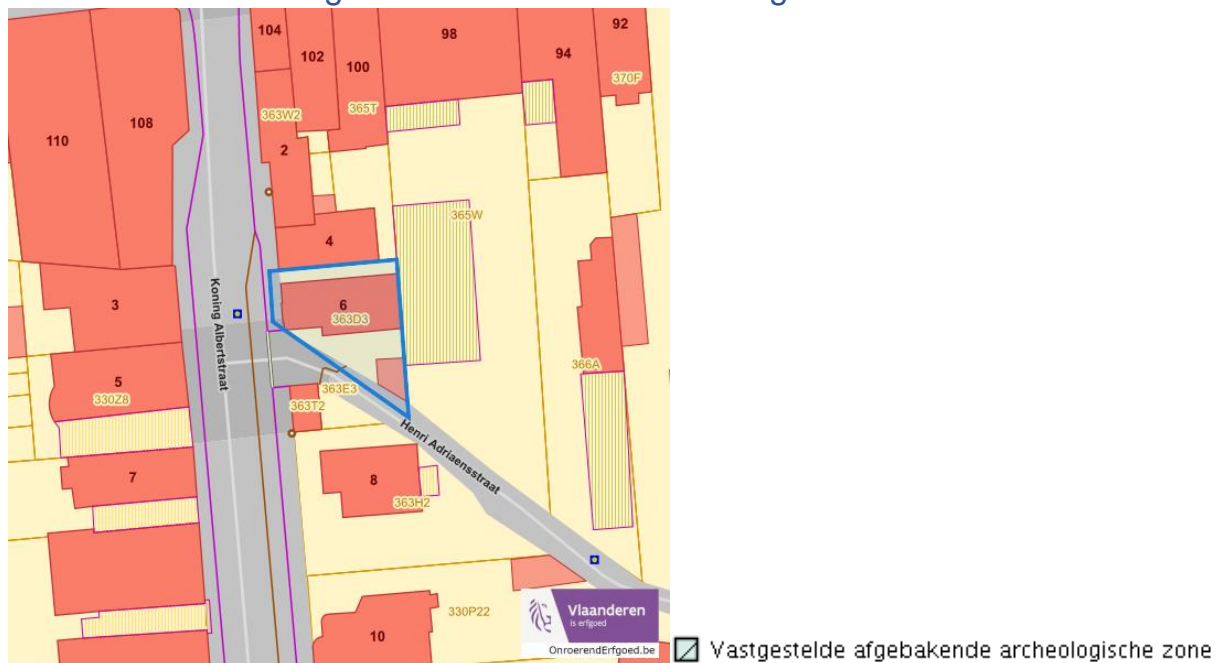 104
102
100
98
94
92
370F
363W2
365T
110
108
2
365W
4
3
Koning Albertstraat
6
363D3
5
330Z8
366A
363E3
363T2
Henri Adriaensstraat
7
8
363H2
330P22
10
Vlaanderen
is erfgoed
OnroerendErfgoed.be
Vastgestelde afgebakende archeologische zone